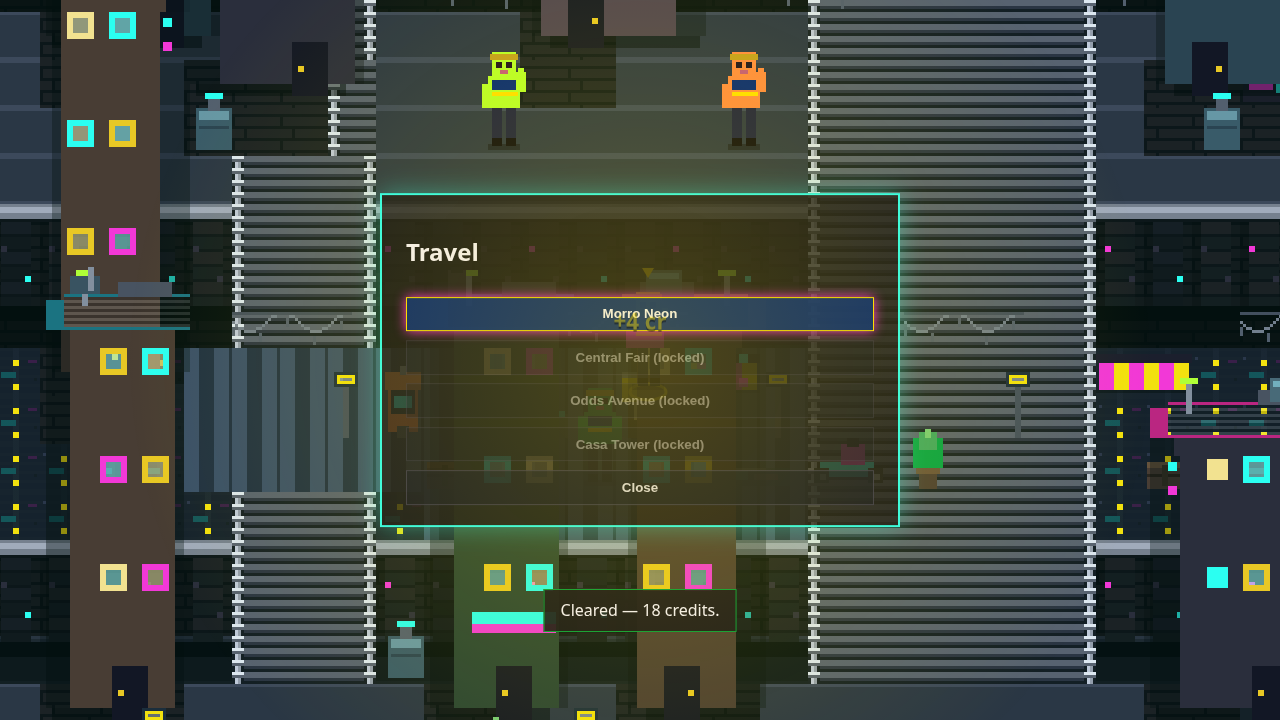 Travel
Morro Neon
+4 cr
Central Fair (locked)
Odds Avenue (locked)
Casa Tower (locked)
Close
Cleared — 18 credits.